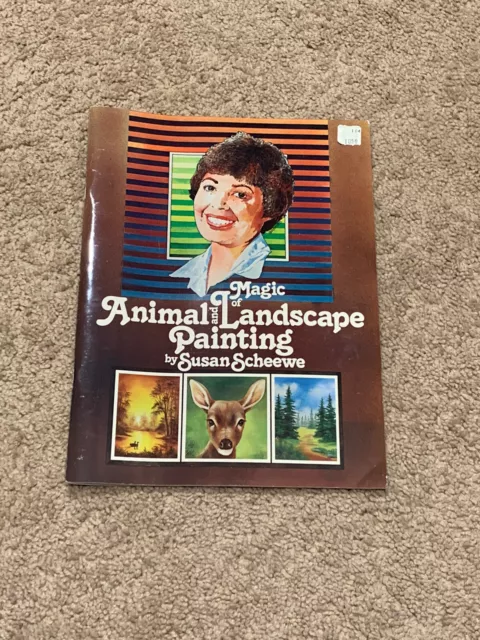 Magic
of
Animal and Landscape
Painting
by Susan Scheewe